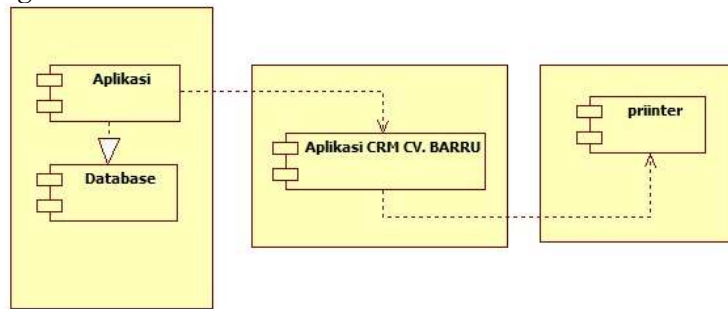 Aplikasi
Database
Aplikasi CRM CV. BARRU
priinter